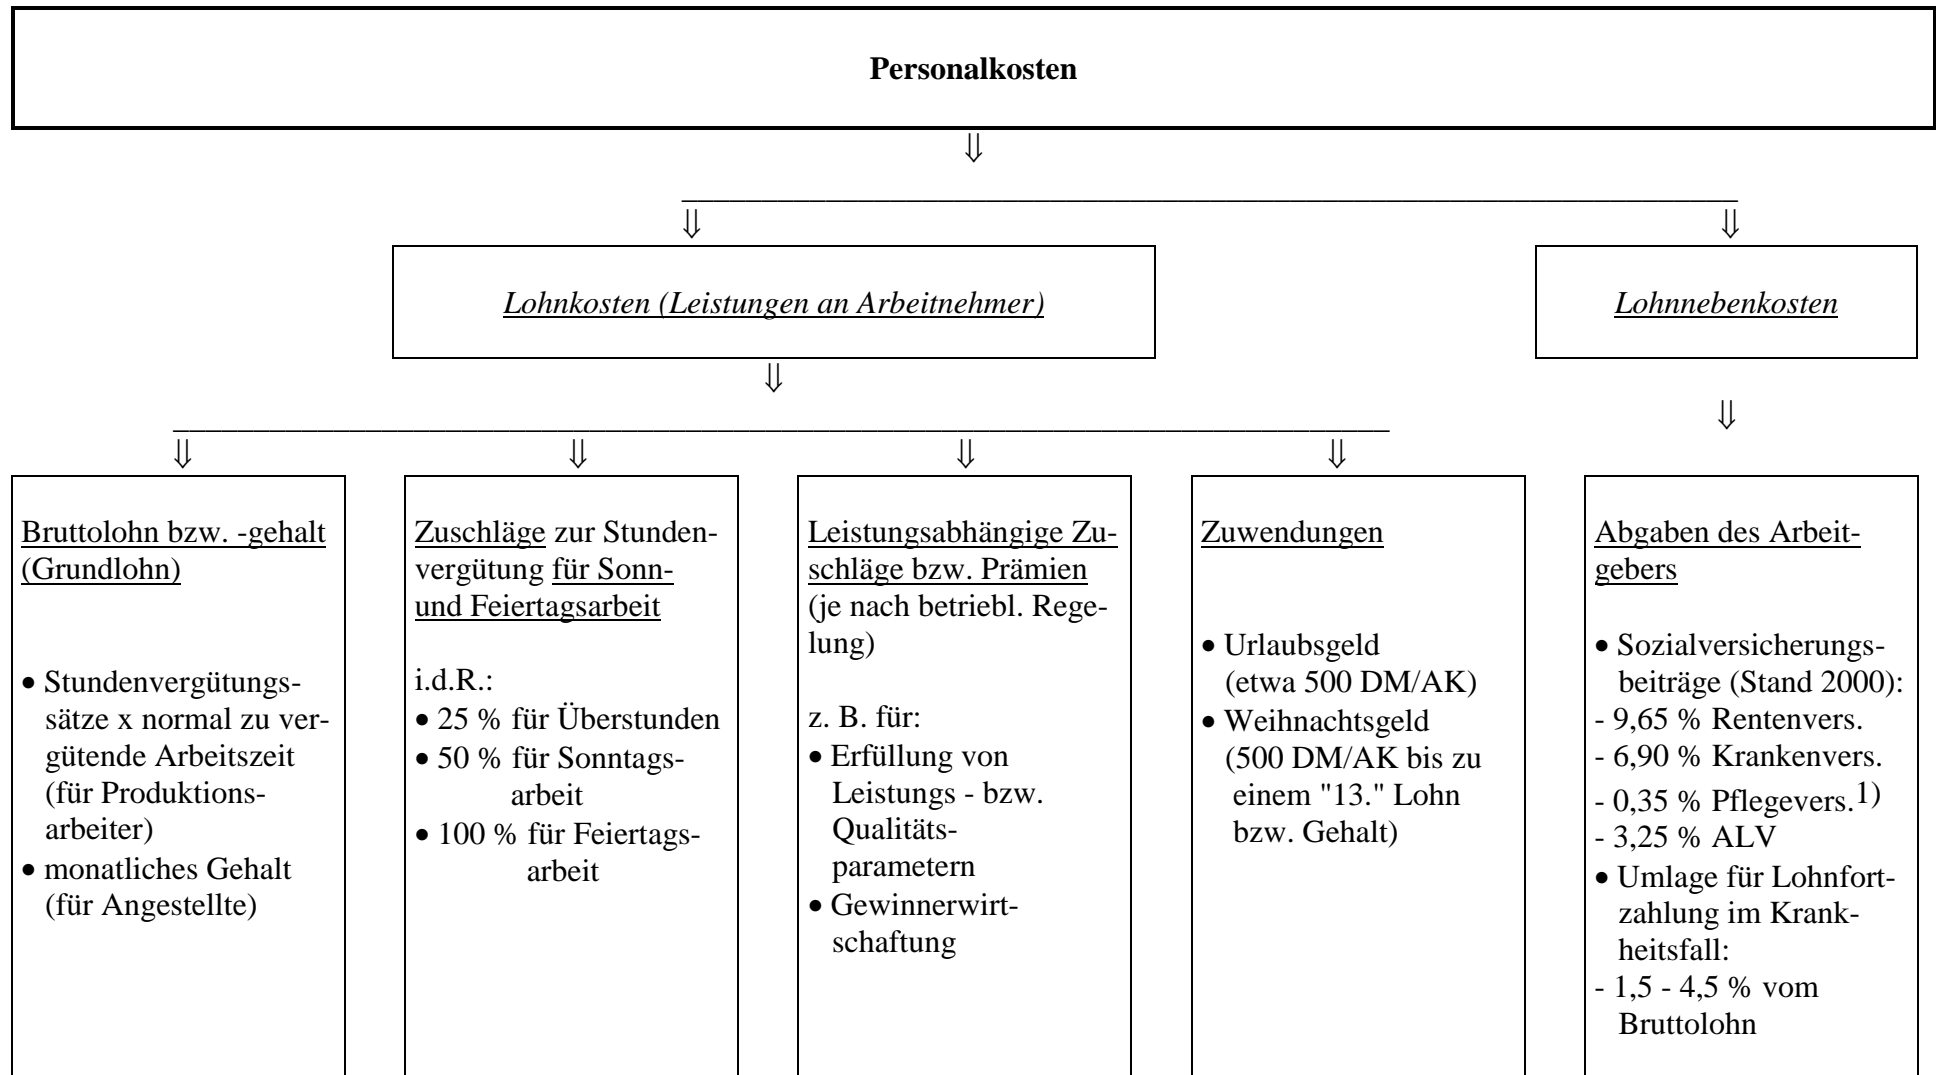 Personalkosten
⇓
⇓ ⇓
Lohnkosten (Leistungen an Arbeitnehmer)
Lohnnebenkosten
⇓
⇓
⇓ ⇓ ⇓ ⇓
Bruttolohn bzw. -gehalt
(Grundlohn)
• Stundenvergütungs-
sätze x normal zu ver-
gütende Arbeitszeit
(für Produktions-
arbeiter)
• monatliches Gehalt
(für Angestellte)
Zuschläge zur Stunden-
vergütung für Sonn-
und Feiertagsarbeit
i.d.R.:
• 25 % für Überstunden
• 50 % für Sonntags-
arbeit
• 100 % für Feiertags-
arbeit
Leistungsabhängige Zu-
schläge bzw. Prämien
(je nach betriebl. Rege-
lung)
z. B. für:
• Erfüllung von
Leistungs - bzw.
Qualitäts-
parametern
• Gewinnerwirt-
schaftung
Zuwendungen
• Urlaubsgeld
(etwa 500 DM/AK)
• Weihnachtsgeld
(500 DM/AK bis zu
einem "13." Lohn
bzw. Gehalt)
Abgaben des Arbeit-
gebers
• Sozialversicherungs-
beiträge (Stand 2000):
- 9,65 % Rentenvers.
- 6,90 % Krankenvers.
- 0,35 % Pflegevers.1)
- 3,25 % ALV
• Umlage für Lohnfort-
zahlung im Krank-
heitsfall:
- 1,5 - 4,5 % vom
Bruttolohn